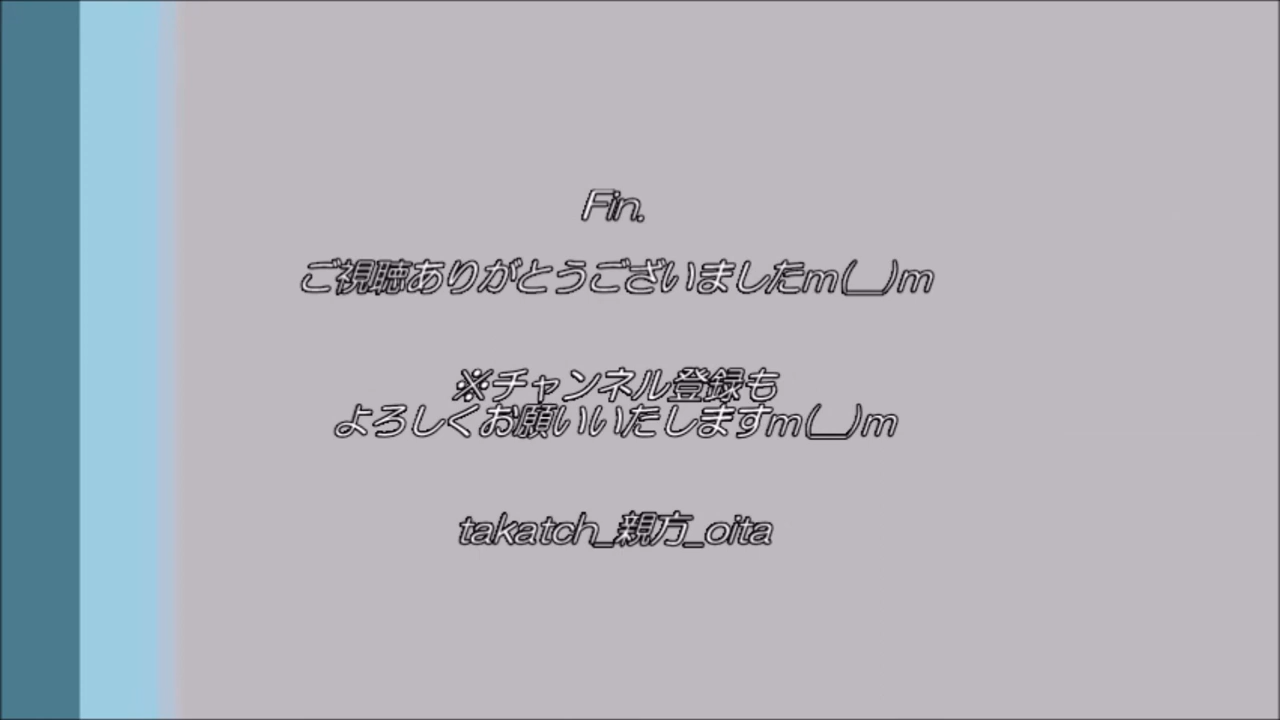 Fin.
ご視聴ありがとうございましたm(__)m
※チャンネル登録も
よろしくお願いいたしますm(__)m
takatch_親方_oita